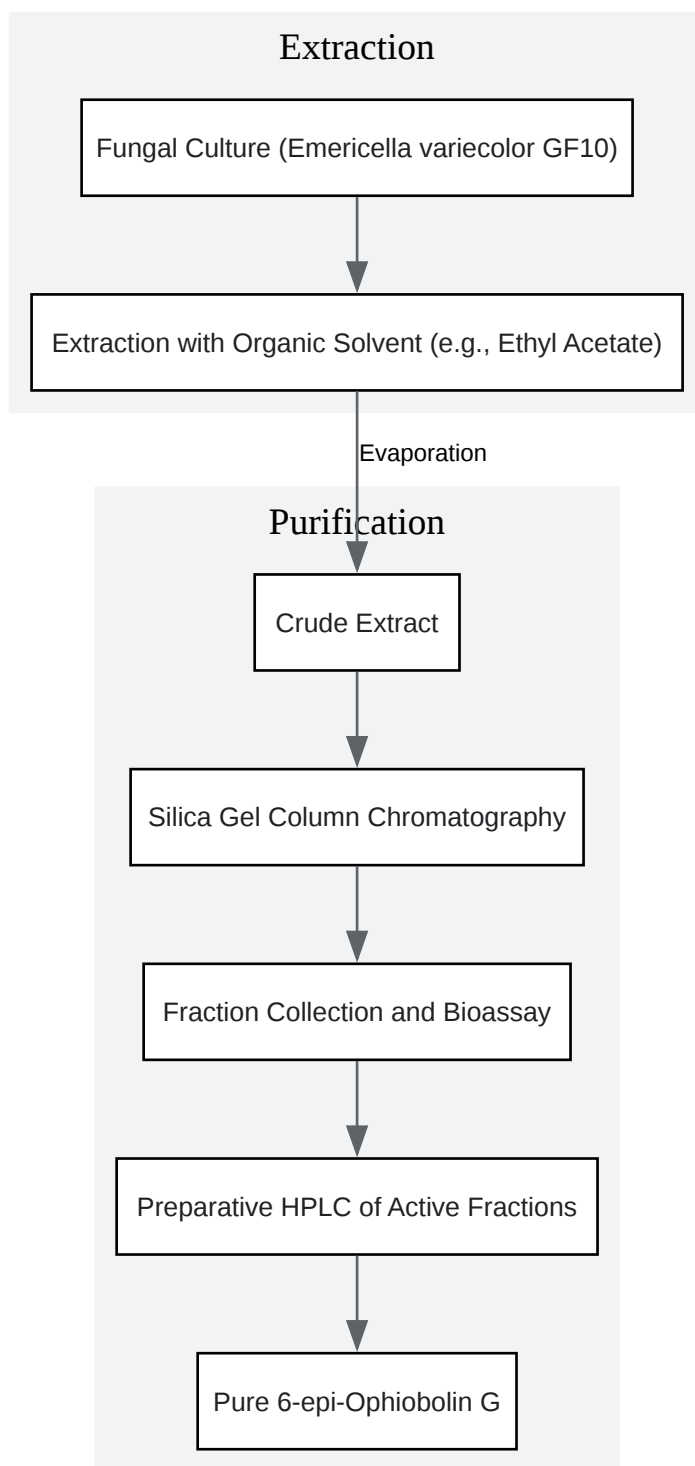 Extraction
Fungal Culture (Emericella variecolor GF10)
Extraction with Organic Solvent (e.g., Ethyl Acetate)
Evaporation
Purification
Crude Extract
Silica Gel Column Chromatography
Fraction Collection and Bioassay
Preparative HPLC of Active Fractions
Pure 6-epi-Ophiobolin G